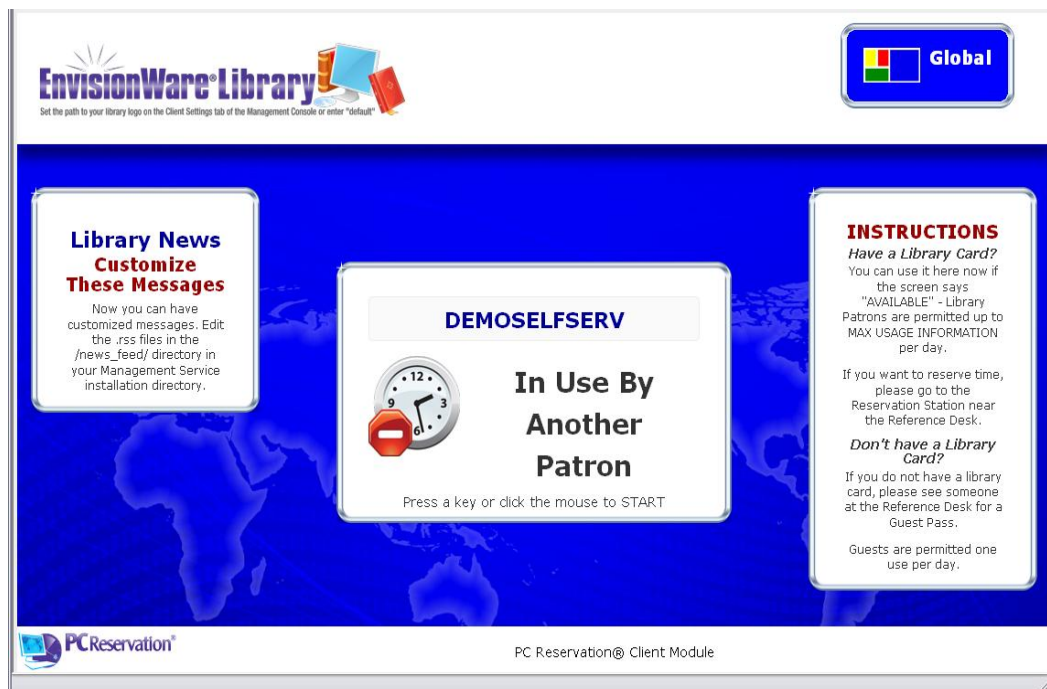 EnvisionWare® Library
Set the path to your library logo on the Client Settings tab of the Management Console or enter "default"
Global
Library News
Customize
These Messages
Now you can have
customized messages. Edit
the .rss files in the
/news_feed/ directory in
your Management Service
installation directory.
DEMOSELFSERV
12
3
6
9
In Use By
Another
Patron
Press a key or click the mouse to START
INSTRUCTIONS
Have a Library Card?
You can use it here now if
the screen says
"AVAILABLE" - Library
Patrons are permitted up to
MAX USAGE INFORMATION
per day.
If you want to reserve time,
please go to the
Reservation Station near
the Reference Desk.
Don't have a Library
Card?
If you do not have a library
card, please see someone
at the Reference Desk for a
Guest Pass.
Guests are permitted one
use per day.
PC Reservation®
PC Reservation® Client Module